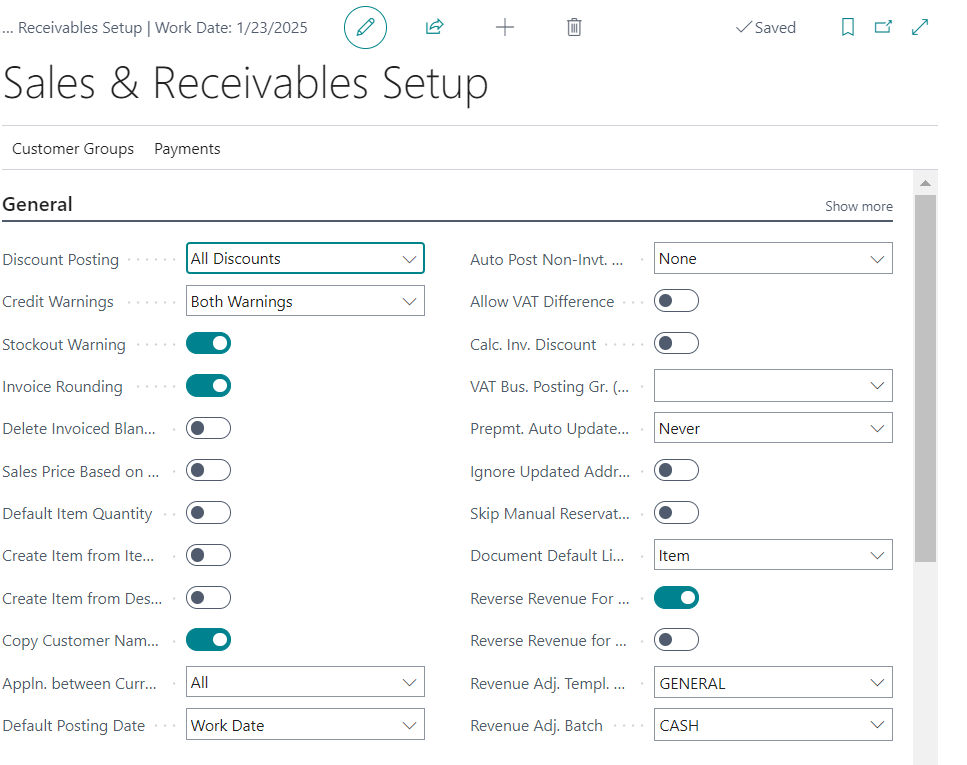 ... Receivables Setup | Work Date: 1/23/2025
Saved
Sales & Receivables Setup
Customer Groups Payments
General
Show more
Discount Posting All Discounts
Credit Warnings Both Warnings
Stockout Warning
Invoice Rounding
Delete Invoiced Blan...
Sales Price Based on ...
Default Item Quantity
Create Item from Ite...
Create Item from Des...
Copy Customer Nam...
Appln. between Curr... All
Default Posting Date Work Date
Auto Post Non-Invt. ... None
Allow VAT Difference
Calc. Inv. Discount
VAT Bus. Posting Gr. (...
Prepmt. Auto Update... Never
Ignore Updated Addr...
Skip Manual Reservat...
Document Default Li... Item
Reverse Revenue For ...
Reverse Revenue for ...
Revenue Adj. Templ. ... GENERAL
Revenue Adj. Batch CASH